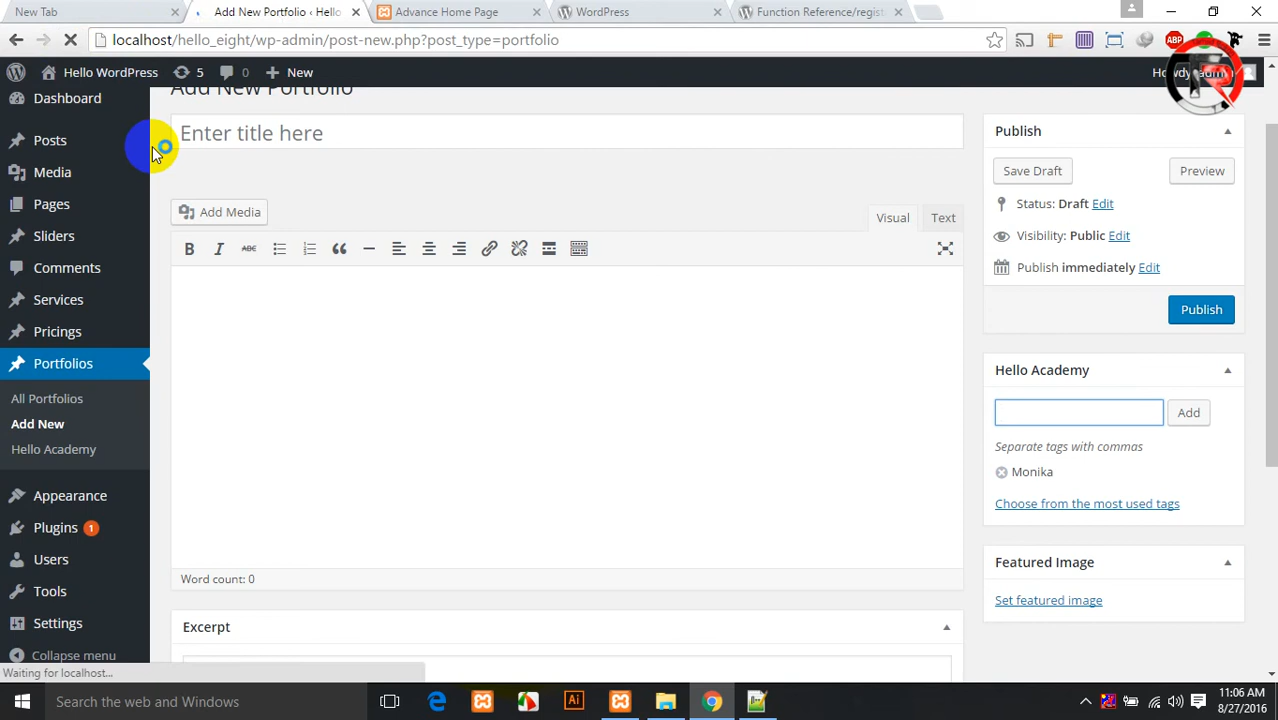 New Tab
Add New Portfolio ‹ Hello
Advance Home Page
WordPress
Function Reference/regist
localhost/hello_eight/wp-admin/post-new.php?post_type=portfolio
ABP
Hello WordPress
5
0
New
Howdy, admin
Dashboard
Posts
Media
Pages
Sliders
Comments
Services
Pricings
Portfolios
All Portfolios
Add New
Hello Academy
Appearance
Plugins 1
Users
Tools
Settings
Collapse menu
Add New Portfolio
Enter title here
Add Media
Visual
Text
B I ABC
Word count: 0
Excerpt
Publish
Save Draft
Preview
Status: Draft Edit
Visibility: Public Edit
Publish immediately Edit
Publish
Hello Academy
Add
Separate tags with commas
Monika
Choose from the most used tags
Featured Image
Set featured image
Waiting for localhost...
Search the web and Windows
Ai
11:06 AM
8/27/2016